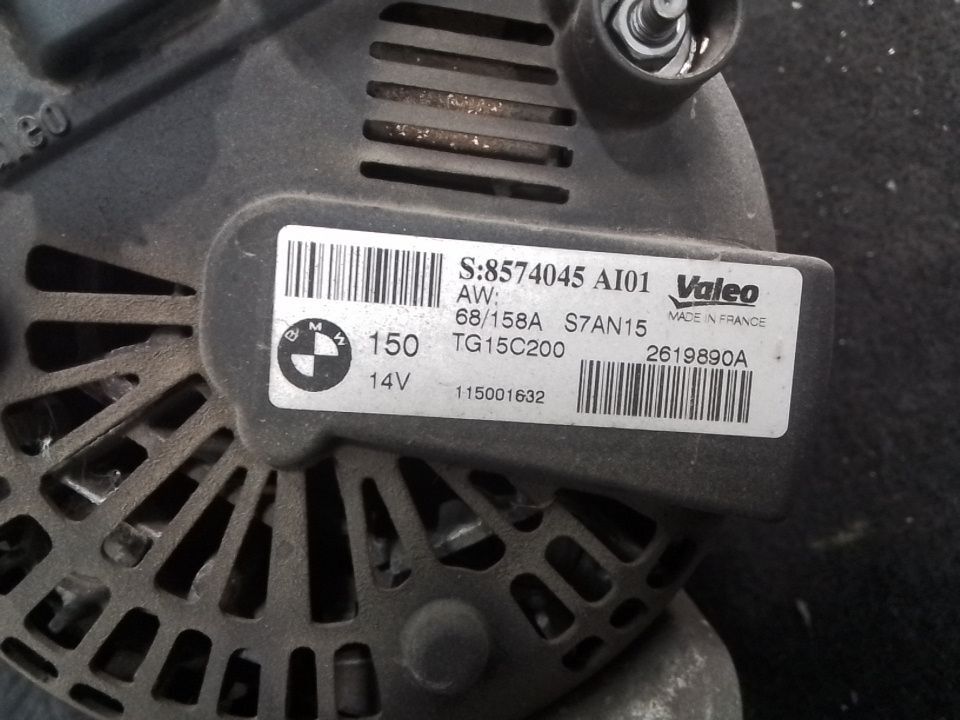 S:8574045 AI01
Valeo
MADE IN FRANCE
AW:
68/158A S7AN15
BMW
150
TG15C200
2619890A
14V
115001632